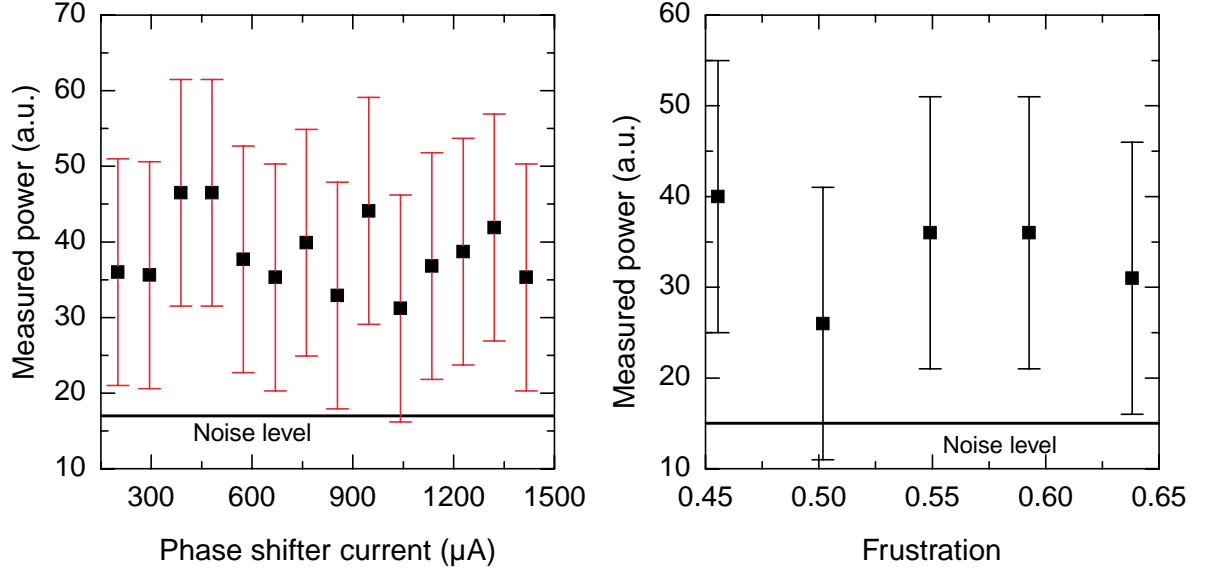 70
60
50
40
30
20
10
Measured power (a.u.)
Noise level
300 600 900 1200 1500
Phase shifter current (μA)
60
50
40
30
20
10
Measured power (a.u.)
Noise level
0.45 0.50 0.55 0.60 0.65
Frustration